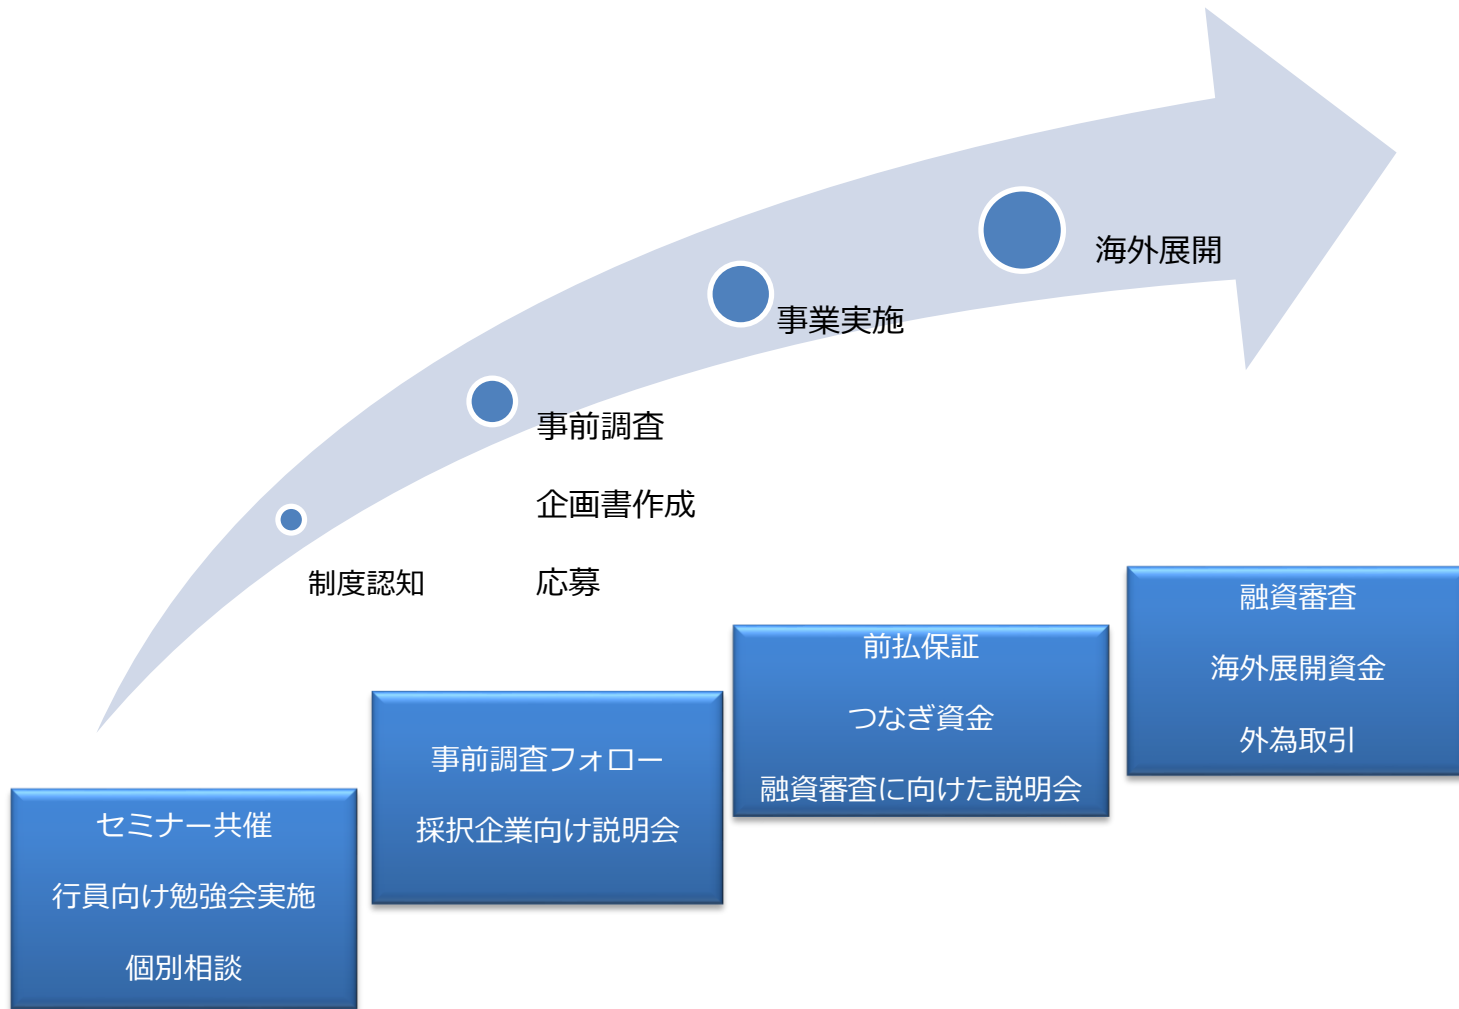 海外展開
事業実施
事前調査
企画書作成
応募
制度認知
セミナー共催
行員向け勉強会実施
個別相談
事前調査フォロー
採択企業向け説明会
前払保証
つなぎ資金
融資審査に向けた説明会
融資審査
海外展開資金
外為取引